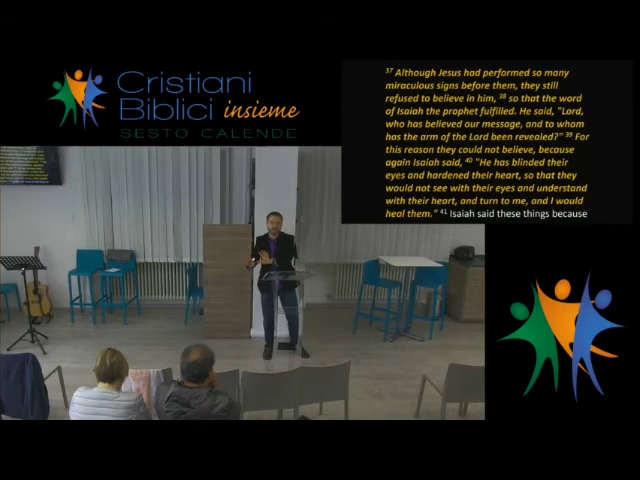 Cristiani
Biblici insieme
SESTO CALENDE
37 Although Jesus had performed so many
miraculous signs before them, they still
refused to believe in him, 38 so that the word
of Isaiah the prophet fulfilled. He said, "Lord,
who has believed our message, and to whom
has the arm of the Lord been revealed?" 39 For
this reason they could not believe, because
again Isaiah said, 40 "He has blinded their
eyes and hardened their heart, so that they
would not see with their eyes and understand
with their heart, and turn to me, and I would
heal them." 41 Isaiah said these things because